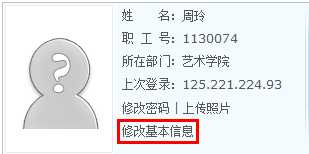 姓 名：周玲
职 工 号：1130074
所在部门：艺术学院
上次登录：125.221.224.93
修改密码 | 上传照片
修改基本信息